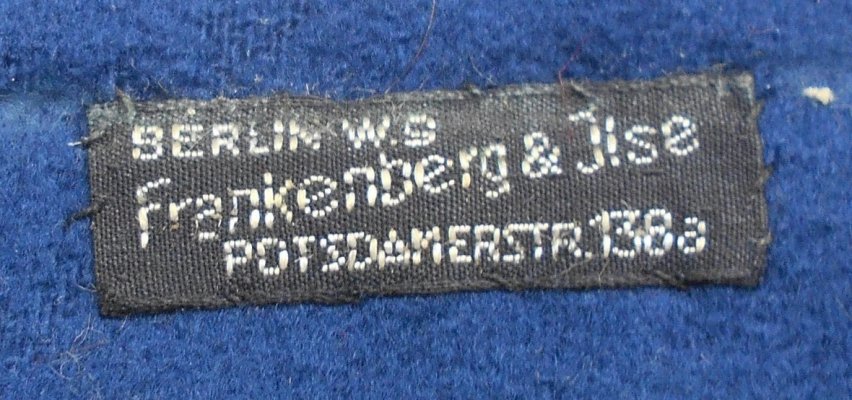 BERLIN W.9
Frankenberg & Jlse
POTSDAMERSTR.138a